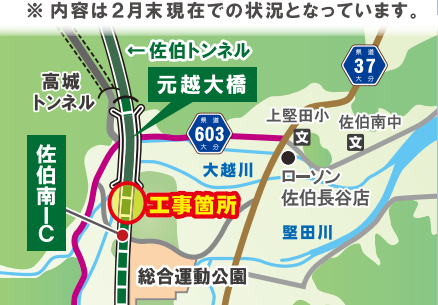 ※ 内容は２月末現在での状況となっています。
←佐伯トンネル
県道
37
大分
高城
トンネル
元越大橋
県道
603
大分
上堅田小
文
佐伯南中
文
佐伯南IC
大越川
ローソン
佐伯長谷店
工事箇所
堅田川
総合運動公園